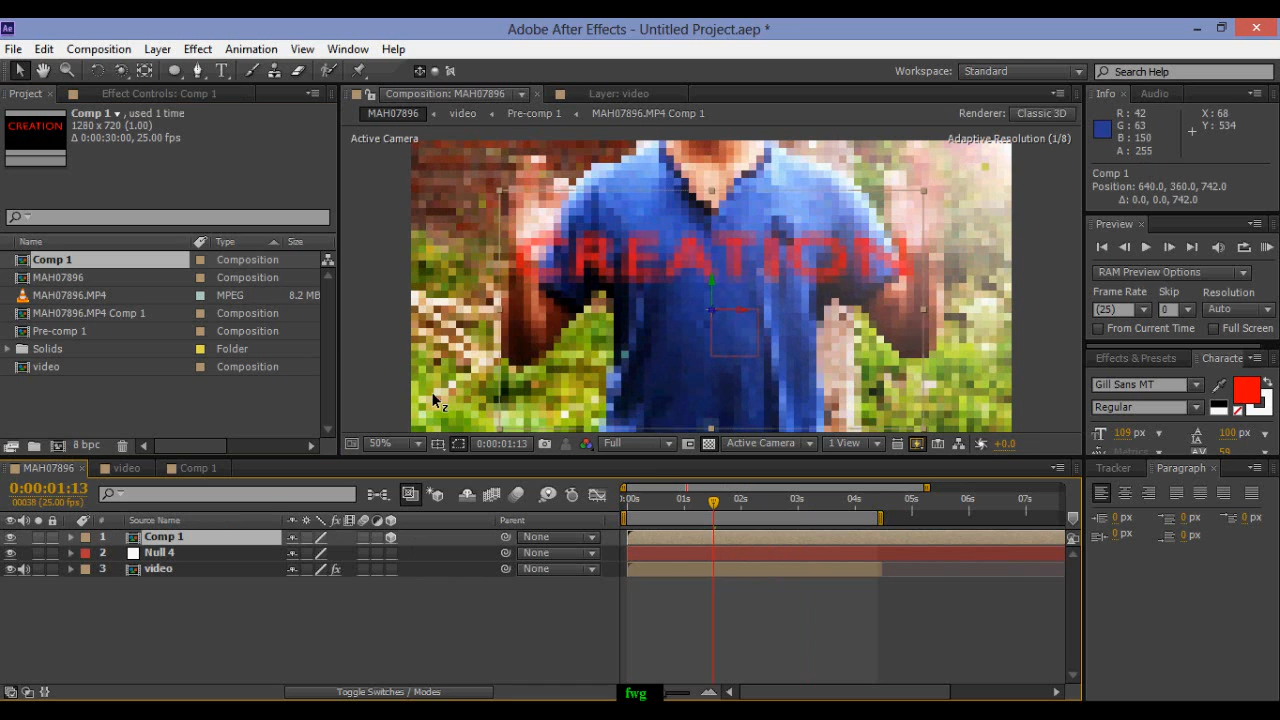 Ae
Adobe After Effects - Untitled Project.aep *
File Edit Composition Layer Effect Animation View Window Help
Workspace: Standard Search Help
Project Effect Controls: Comp 1
Composition: MAH07896 Layer: video
Info Audio
CREATION
Comp 1 , used 1 time
1280 x 720 (1.00)
Δ 0:00:30:00, 25.00 fps
MAH07896 video Pre-comp 1 MAH07896.MP4 Comp 1
Renderer: Classic 3D
Active Camera Adaptive Resolution (1/8)
R : 42
G : 63
B : 150
A : 255
X : 68
Y : 534
Comp 1
Position: 640.0, 360.0, 742.0
Δ: 0.0, 0.0, 742.0
Preview
RAM Preview Options
Frame Rate Skip Resolution
(25) 0 Auto
From Current Time Full Screen
Name Type Size
Comp 1 Composition
MAH07896 Composition
MAH07896.MP4 MPEG 8.2 MB
MAH07896.MP4 Comp 1 Composition
Pre-comp 1 Composition
Solids Folder
video Composition
CREATION
Effects & Presets Characte
Gill Sans MT
Regular
109 px 100 px
Metrics 59
8 bpc
50% 0:00:01:13 Full Active Camera 1 View +0.0
MAH07896 video Comp 1
0:00:01:13
00038 (25.00 fps)
:00s 01s 02s 03s 04s 05s 06s 07s
# Source Name Parent
1 Comp 1 None
2 Null 4 None
3 video None
Tracker Paragraph
0 px 0 px 0 px
0 px 0 px
Toggle Switches / Modes
fwg